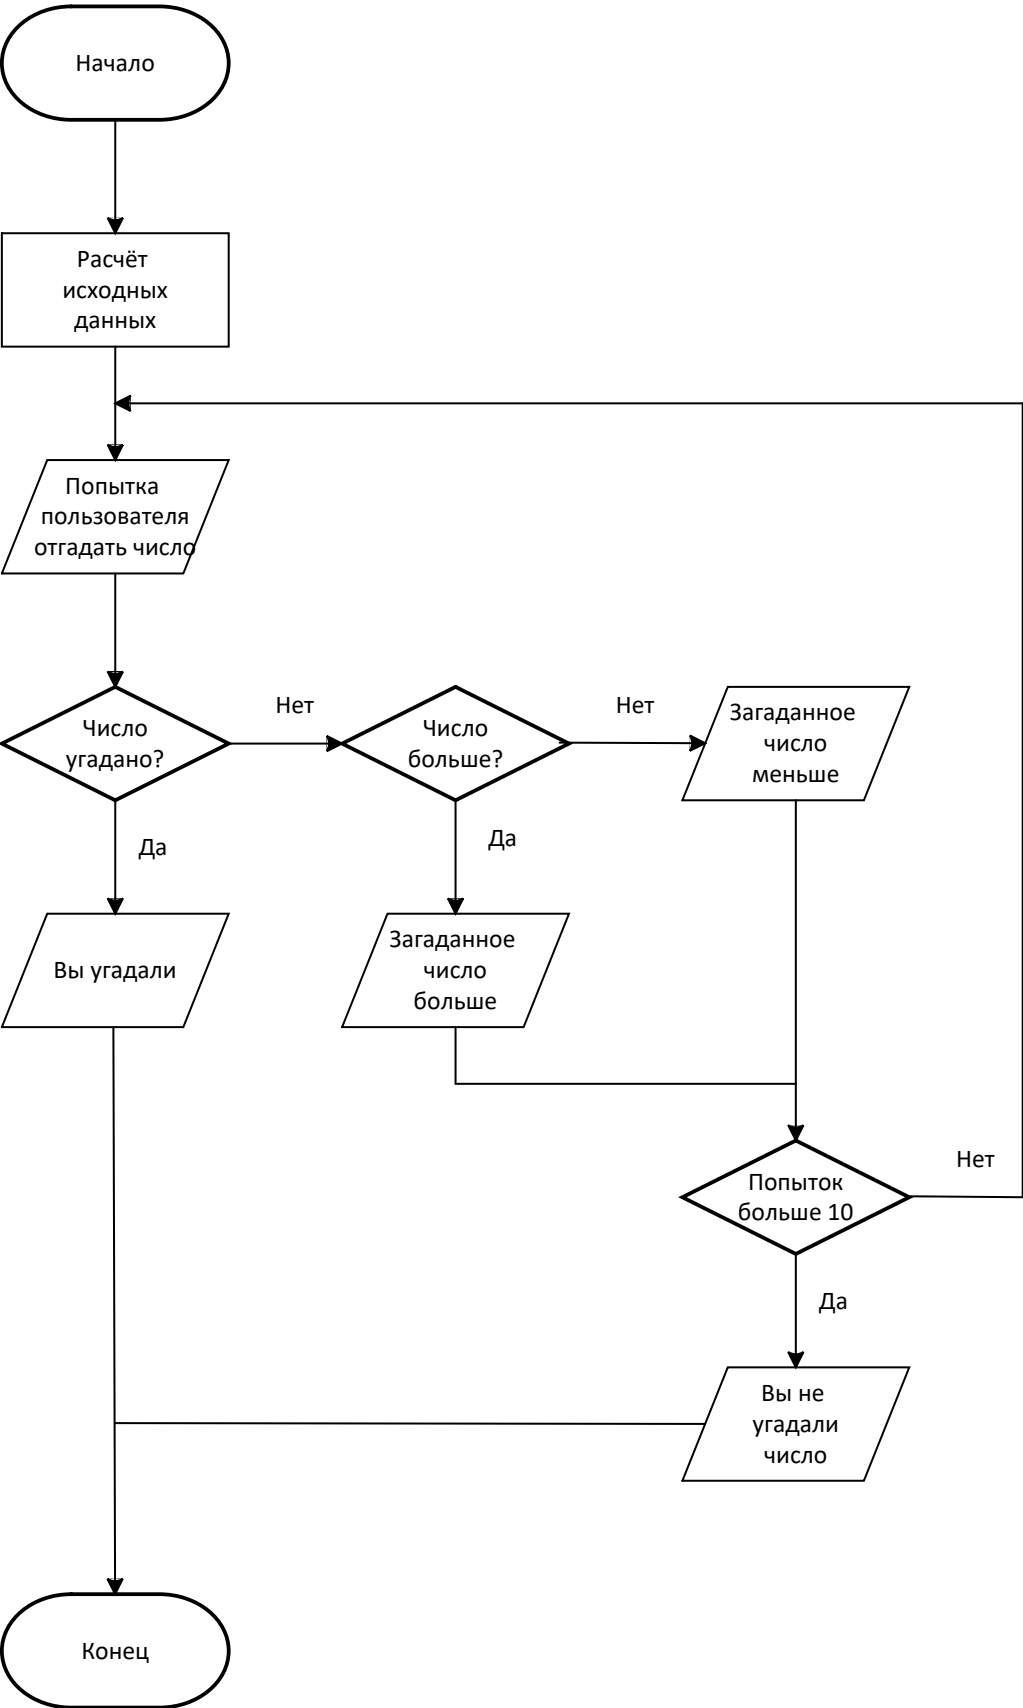 Начало
Расчёт
исходных
данных
Попытка
пользователя
отгадать число
Число
угадано?
Нет
Число
больше?
Нет
Загаданное
число
меньше
Да
Да
Вы угадали
Загаданное
число
больше
Попыток
больше 10
Нет
Да
Вы не
угадали
число
Конец